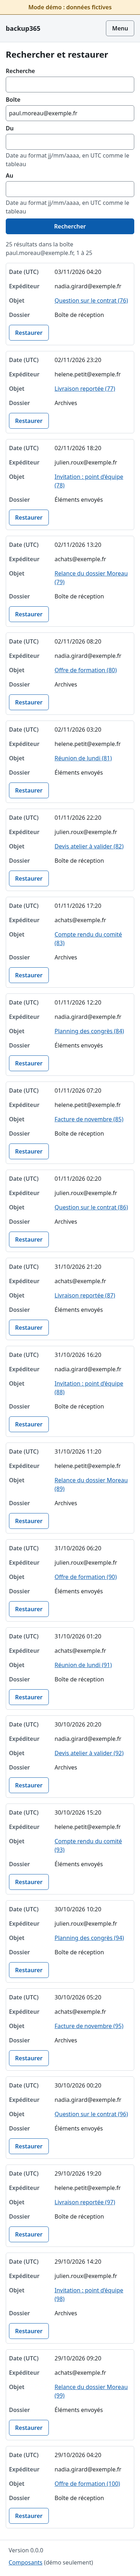 Mode démo : données fictives
backup365
Menu
Rechercher et restaurer
Recherche
Boîte
paul.moreau@exemple.fr
Du
Date au format jj/mm/aaaa, en UTC comme le
tableau
Au
Date au format jj/mm/aaaa, en UTC comme le
tableau
Rechercher
25 résultats dans la boîte
paul.moreau@exemple.fr, 1 à 25
Date (UTC) 03/11/2026 04:20
Expéditeur nadia.girard@exemple.fr
Objet Question sur le contrat (76)
Dossier Boîte de réception
Restaurer
Date (UTC) 02/11/2026 23:20
Expéditeur helene.petit@exemple.fr
Objet Livraison reportée (77)
Dossier Archives
Restaurer
Date (UTC) 02/11/2026 18:20
Expéditeur julien.roux@exemple.fr
Objet Invitation : point d'équipe
(78)
Dossier Éléments envoyés
Restaurer
Date (UTC) 02/11/2026 13:20
Expéditeur achats@exemple.fr
Objet Relance du dossier Moreau
(79)
Dossier Boîte de réception
Restaurer
Date (UTC) 02/11/2026 08:20
Expéditeur nadia.girard@exemple.fr
Objet Offre de formation (80)
Dossier Archives
Restaurer
Date (UTC) 02/11/2026 03:20
Expéditeur helene.petit@exemple.fr
Objet Réunion de lundi (81)
Dossier Éléments envoyés
Restaurer
Date (UTC) 01/11/2026 22:20
Expéditeur julien.roux@exemple.fr
Objet Devis atelier à valider (82)
Dossier Boîte de réception
Restaurer
Date (UTC) 01/11/2026 17:20
Expéditeur achats@exemple.fr
Objet Compte rendu du comité
(83)
Dossier Archives
Restaurer
Date (UTC) 01/11/2026 12:20
Expéditeur nadia.girard@exemple.fr
Objet Planning des congrès (84)
Dossier Éléments envoyés
Restaurer
Date (UTC) 01/11/2026 07:20
Expéditeur helene.petit@exemple.fr
Objet Facture de novembre (85)
Dossier Boîte de réception
Restaurer
Date (UTC) 01/11/2026 02:20
Expéditeur julien.roux@exemple.fr
Objet Question sur le contrat (86)
Dossier Archives
Restaurer
Date (UTC) 31/10/2026 21:20
Expéditeur achats@exemple.fr
Objet Livraison reportée (87)
Dossier Éléments envoyés
Restaurer
Date (UTC) 31/10/2026 16:20
Expéditeur nadia.girard@exemple.fr
Objet Invitation : point d'équipe
(88)
Dossier Boîte de réception
Restaurer
Date (UTC) 31/10/2026 11:20
Expéditeur helene.petit@exemple.fr
Objet Relance du dossier Moreau
(89)
Dossier Archives
Restaurer
Date (UTC) 31/10/2026 06:20
Expéditeur julien.roux@exemple.fr
Objet Offre de formation (90)
Dossier Éléments envoyés
Restaurer
Date (UTC) 31/10/2026 01:20
Expéditeur achats@exemple.fr
Objet Réunion de lundi (91)
Dossier Boîte de réception
Restaurer
Date (UTC) 30/10/2026 20:20
Expéditeur nadia.girard@exemple.fr
Objet Devis atelier à valider (92)
Dossier Archives
Restaurer
Date (UTC) 30/10/2026 15:20
Expéditeur helene.petit@exemple.fr
Objet Compte rendu du comité
(93)
Dossier Éléments envoyés
Restaurer
Date (UTC) 30/10/2026 10:20
Expéditeur julien.roux@exemple.fr
Objet Planning des congrès (94)
Dossier Boîte de réception
Restaurer
Date (UTC) 30/10/2026 05:20
Expéditeur achats@exemple.fr
Objet Facture de novembre (95)
Dossier Archives
Restaurer
Date (UTC) 30/10/2026 00:20
Expéditeur nadia.girard@exemple.fr
Objet Question sur le contrat (96)
Dossier Éléments envoyés
Restaurer
Date (UTC) 29/10/2026 19:20
Expéditeur helene.petit@exemple.fr
Objet Livraison reportée (97)
Dossier Boîte de réception
Restaurer
Date (UTC) 29/10/2026 14:20
Expéditeur julien.roux@exemple.fr
Objet Invitation : point d'équipe
(98)
Dossier Archives
Restaurer
Date (UTC) 29/10/2026 09:20
Expéditeur achats@exemple.fr
Objet Relance du dossier Moreau
(99)
Dossier Éléments envoyés
Restaurer
Date (UTC) 29/10/2026 04:20
Expéditeur nadia.girard@exemple.fr
Objet Offre de formation (100)
Dossier Boîte de réception
Restaurer
Version 0.0.0
Composants (démo seulement)